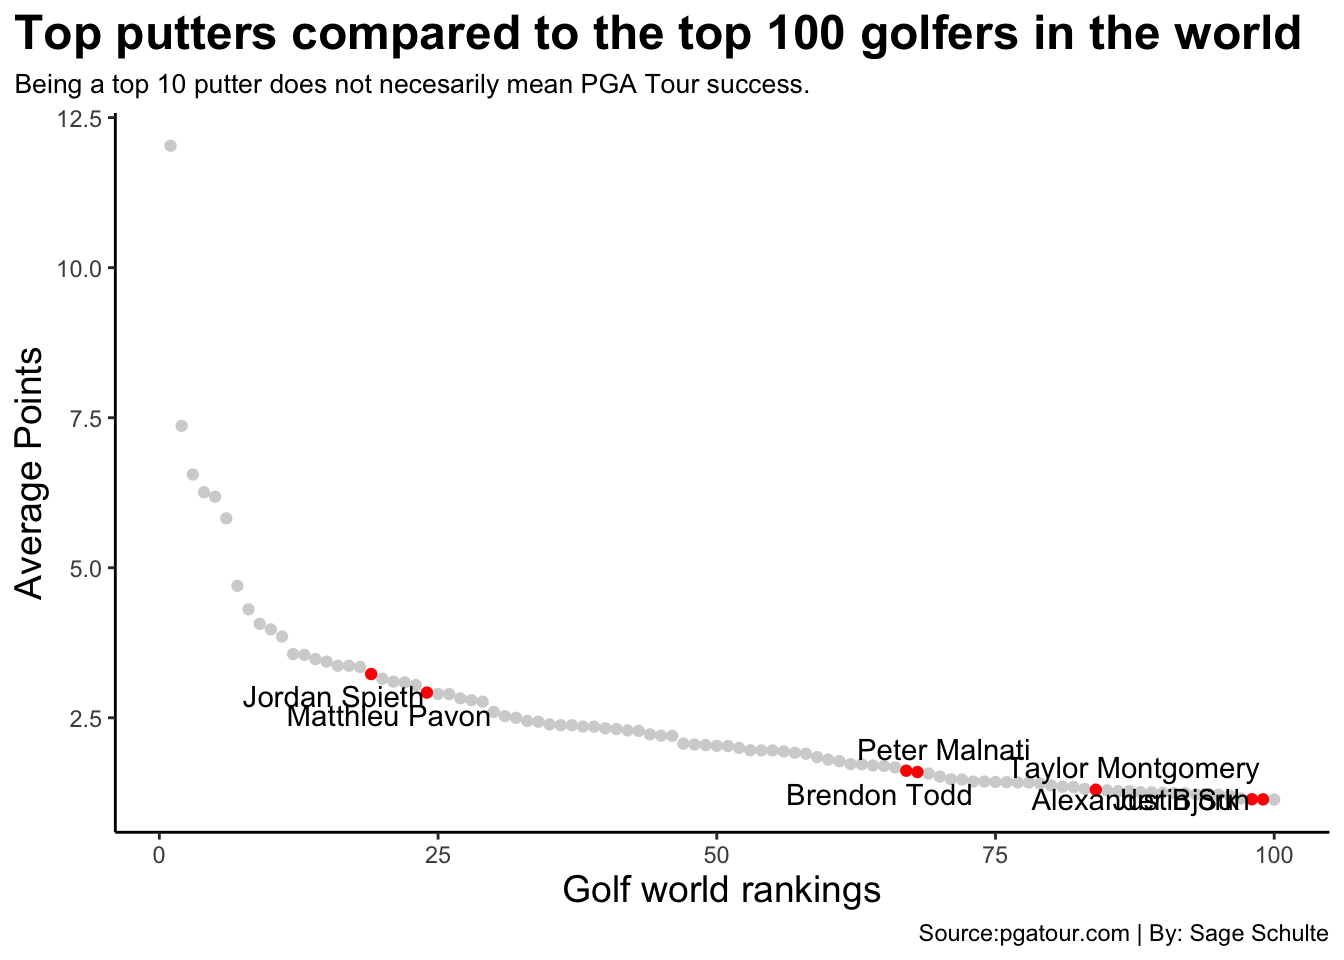 Top putters compared to the top 100 golfers in the world
Being a top 10 putter does not necesarily mean PGA Tour success.
12.5
10.0
7.5
5.0
2.5
Average Points
Jordan Spieth
Matthieu Pavon
Peter Malnati
Taylor Montgomery
Brendon Todd
Alexander Björk
Justin Suh
0
25
50
75
100
Golf world rankings
Source:pgatour.com | By: Sage Schulte